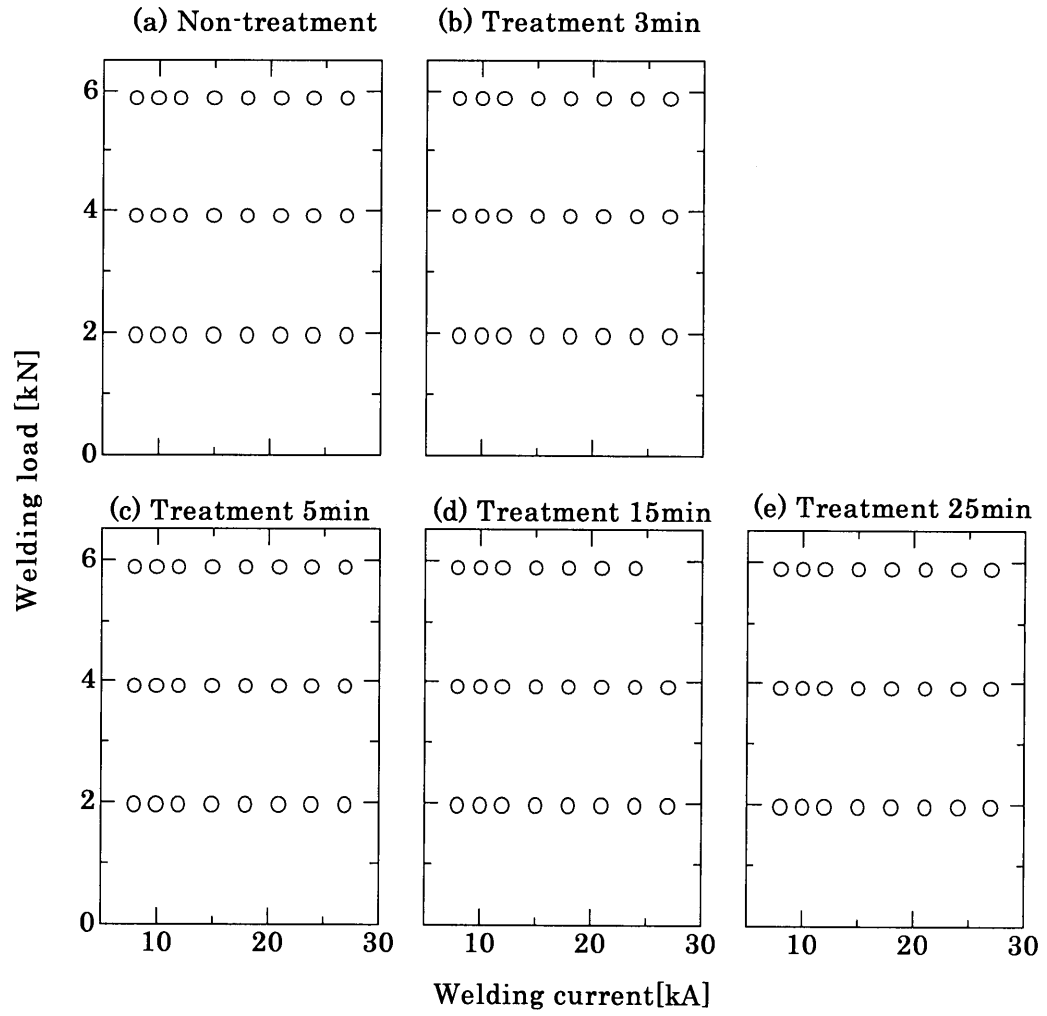 (a) Non-treatment
(b) Treatment 3min
6
4
2
0
Welding load [kN]
(c) Treatment 5min
(d) Treatment 15min
(e) Treatment 25min
6
4
2
0
10 20 30
10 20 30
10 20 30
Welding current[kA]